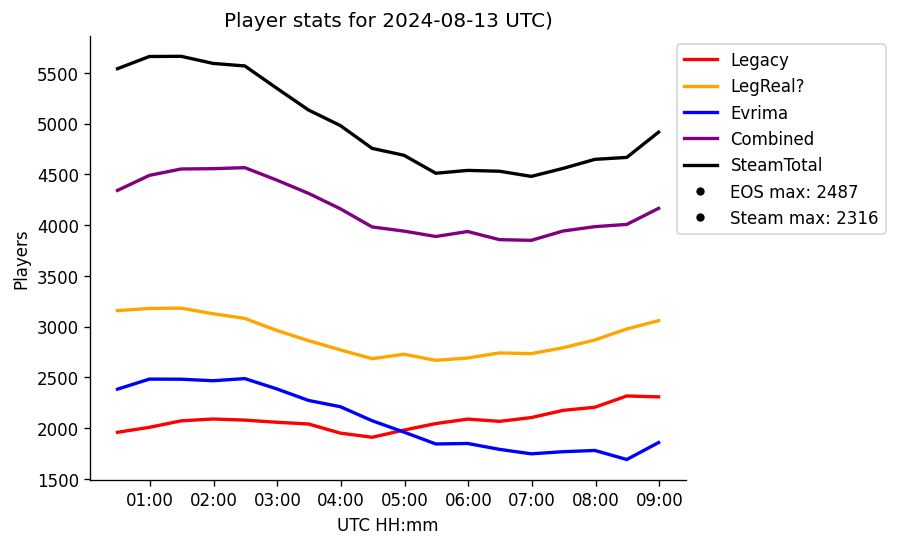 Player stats for 2024-08-13 UTC)
Legacy
LegReal?
Evrima
Combined
SteamTotal
EOS max: 2487
Steam max: 2316
Players
5500
5000
4500
4000
3500
3000
2500
2000
1500
01:00 02:00 03:00 04:00 05:00 06:00 07:00 08:00 09:00
UTC HH:mm